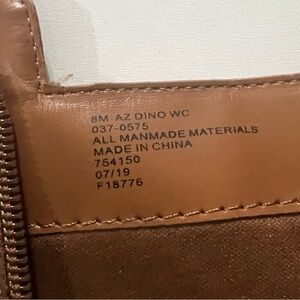 8M AZ DINO WC
037-0575
ALL MANMADE MATERIALS
MADE IN CHINA
754150
07/19
F18776